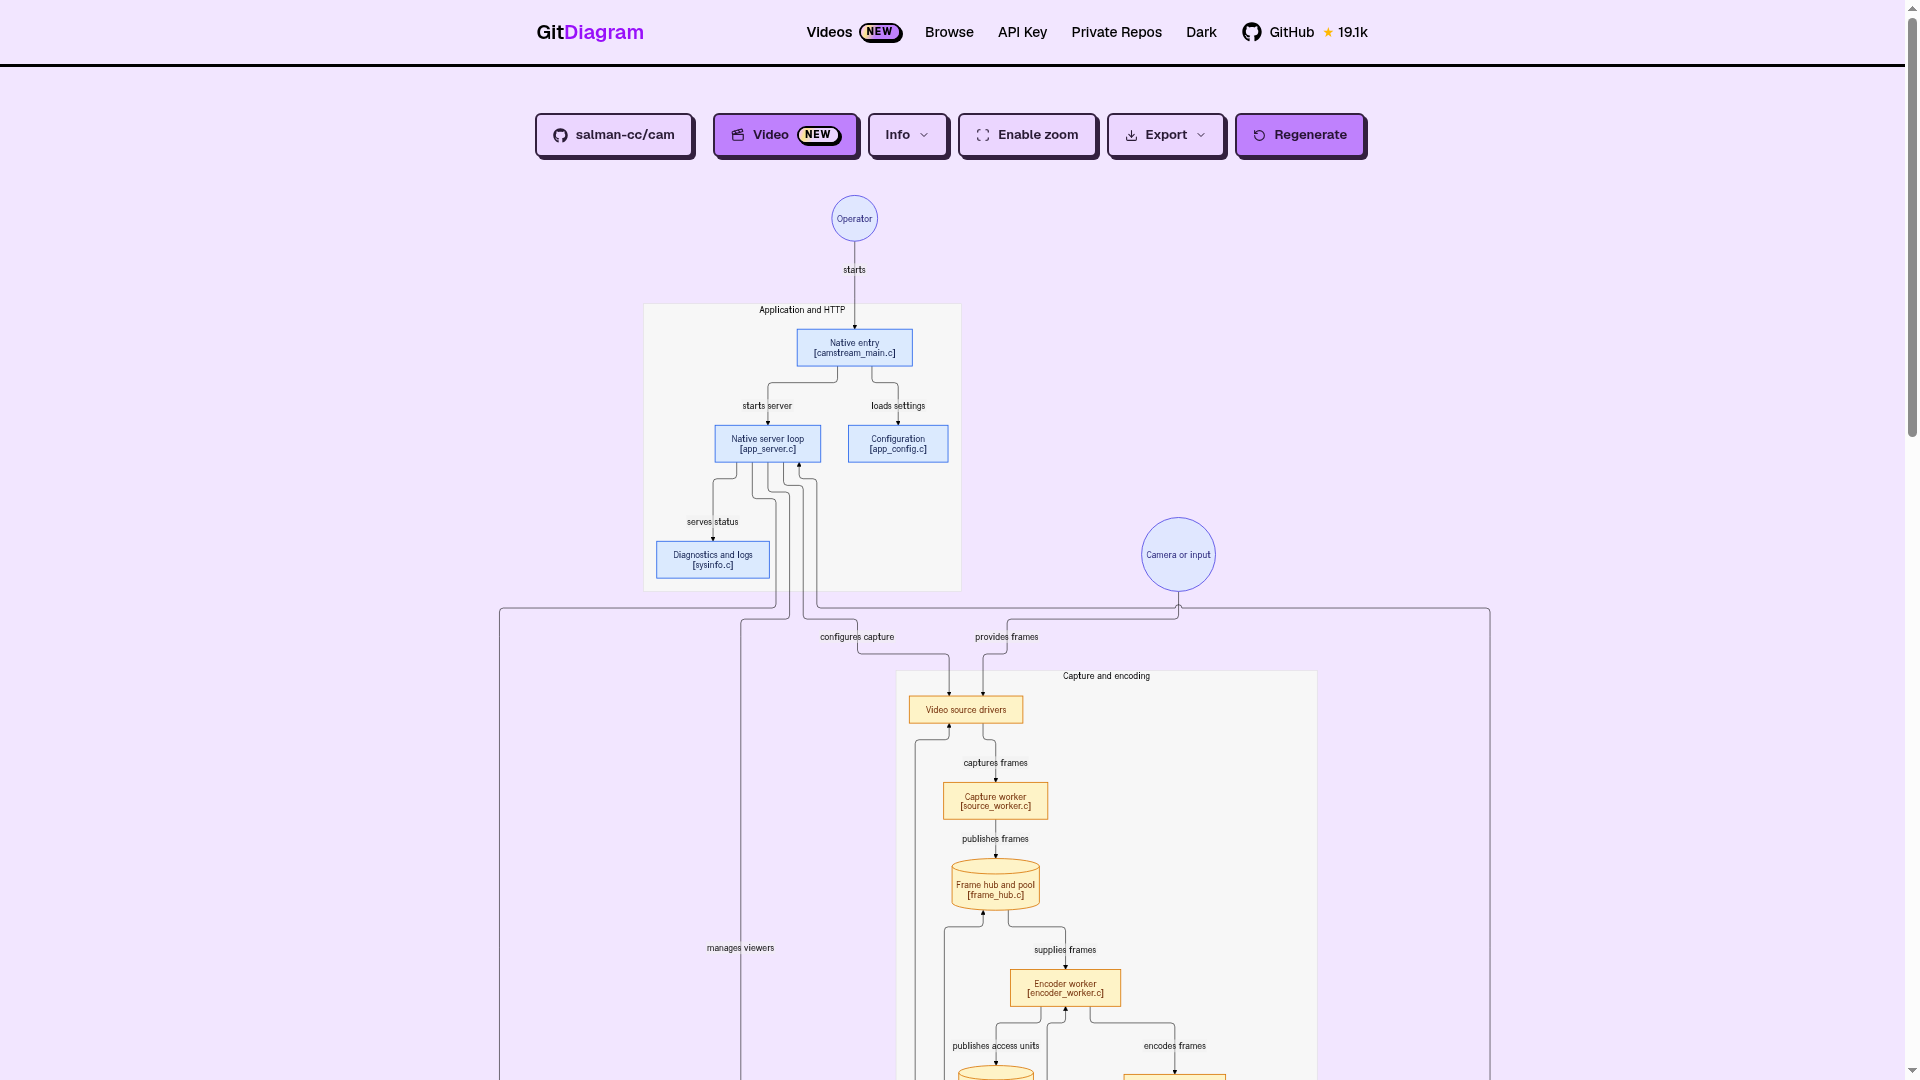 GitDiagram
Videos NEW Browse API Key Private Repos Dark GitHub ★ 19.1k
salman-cc/cam Video NEW Info Enable zoom Export Regenerate
Operator
starts
Application and HTTP
Native entry
[camstream_main.c]
starts server
loads settings
Native server loop
[app_server.c]
Configuration
[app_config.c]
serves status
Diagnostics and logs
[sysinfo.c]
Camera or input
configures capture
provides frames
Capture and encoding
Video source drivers
captures frames
Capture worker
[source_worker.c]
publishes frames
Frame hub and pool
[frame_hub.c]
manages viewers
supplies frames
Encoder worker
[encoder_worker.c]
publishes access units
encodes frames